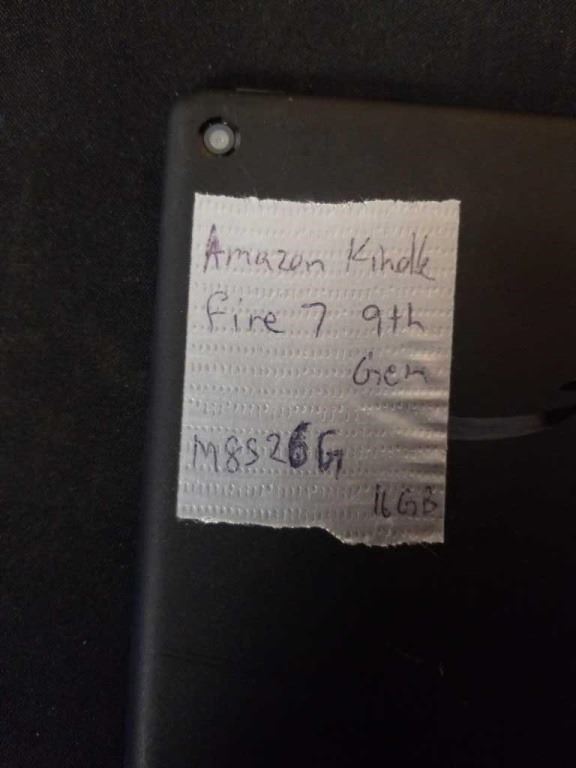 Amazon Kindle
fire 7 9th
Gen
M8S26G
16GB